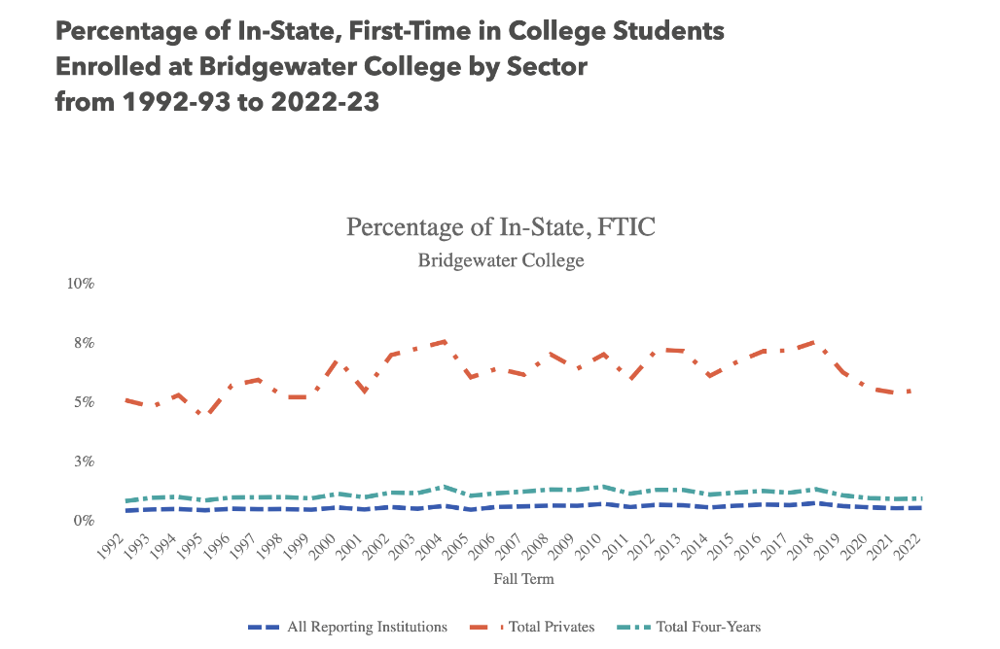 Percentage of In-State, First-Time in College Students
Enrolled at Bridgewater College by Sector
from 1992-93 to 2022-23
Percentage of In-State, FTIC
Bridgewater College
10%
8%
5%
3%
0%
1992 1993 1994 1995 1996 1997 1998 1999 2000 2001 2002 2003 2004 2005 2006 2007 2008 2009 2010 2011 2012 2013 2014 2015 2016 2017 2018 2019 2020 2021 2022
Fall Term
All Reporting Institutions Total Privates Total Four-Years